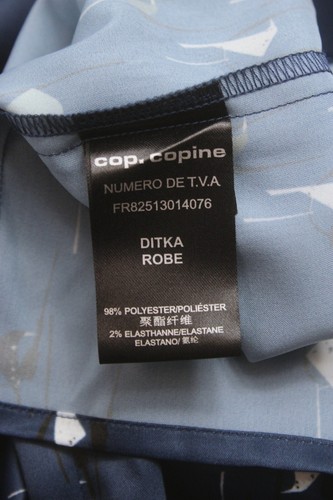 cop. copine
NUMERO DE T.V.A
FR82513014076
DITKA
ROBE
98% POLYESTER/POLIÉSTER
聚酯纤维
2% ELASTHANNE/ELASTANE
ELASTANO/ 氨纶